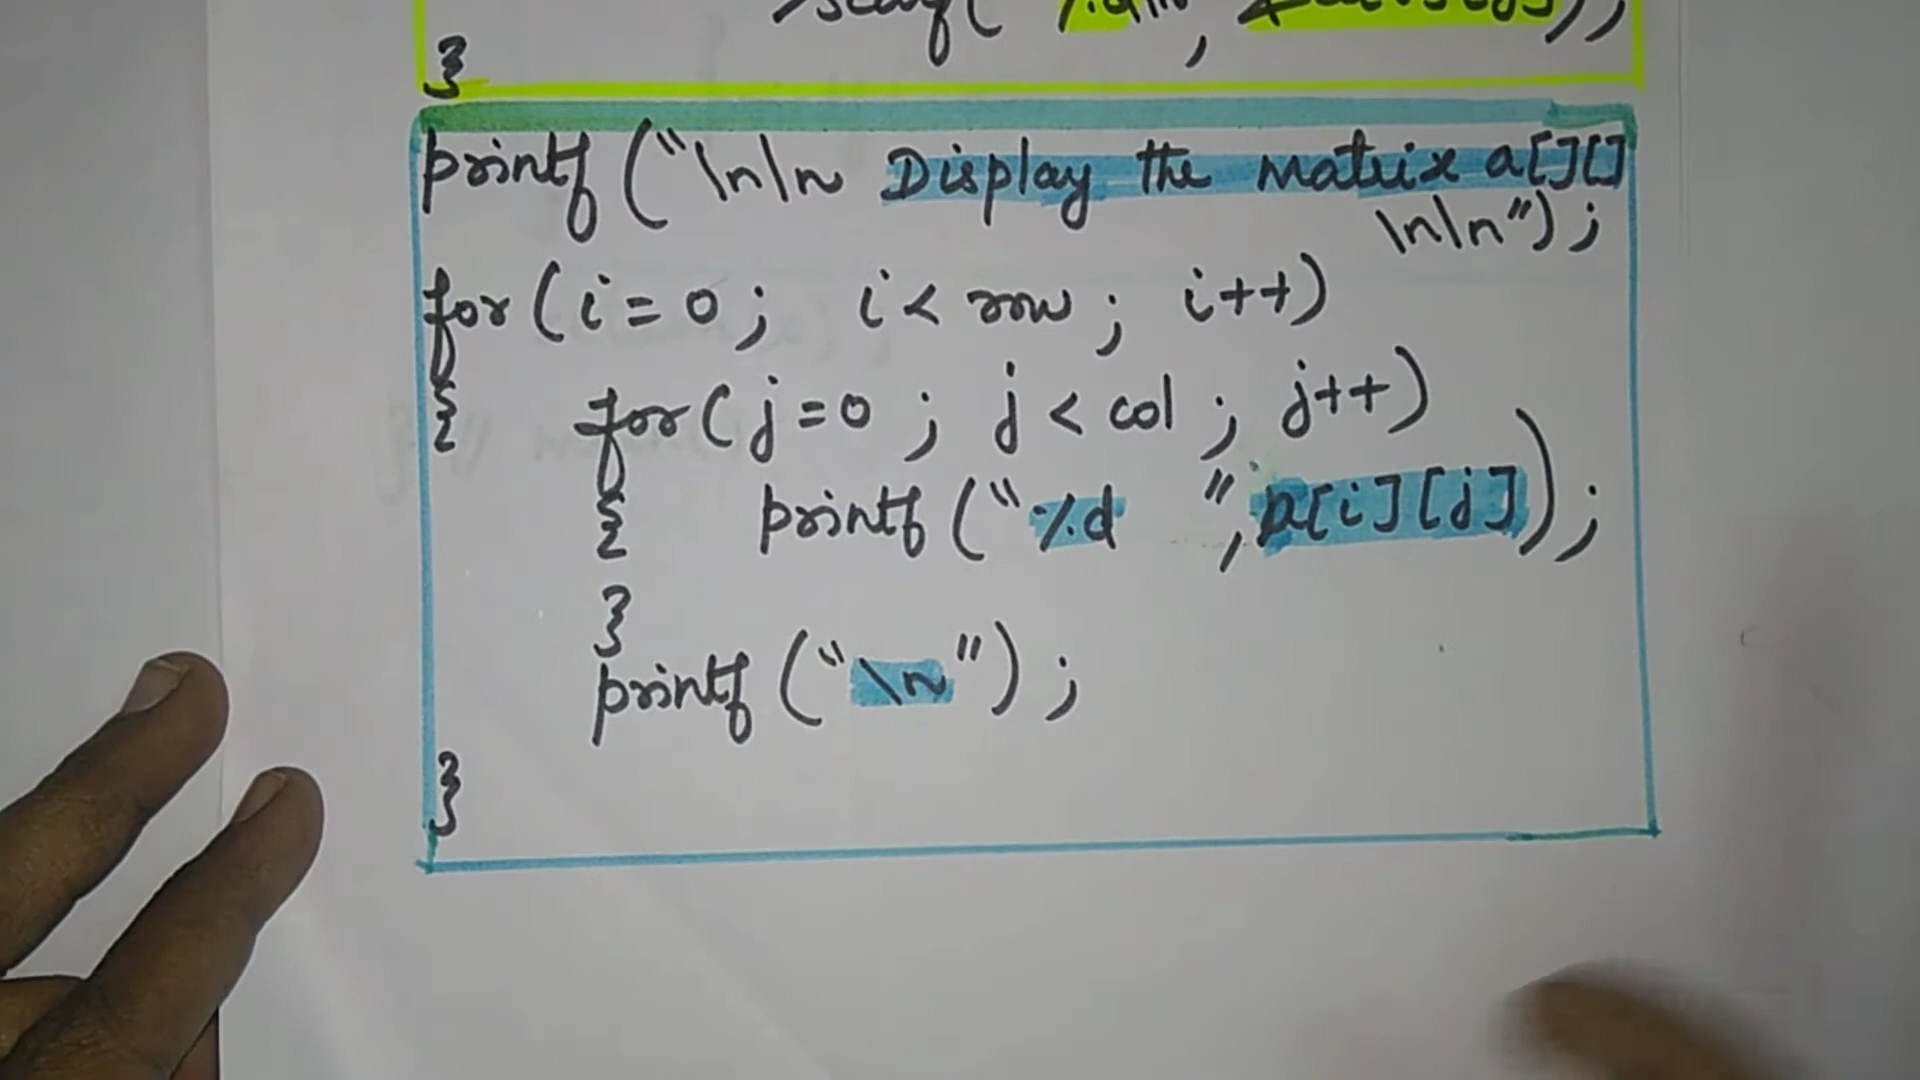 }
printf ("\n\n Display the matrix a[][]
\n\n");
for (i=0; i< row; i++)
{ for (j=0; j< col; j++)
{ printf ("%d ", a[i][j]);
}
printf ("\n");
}